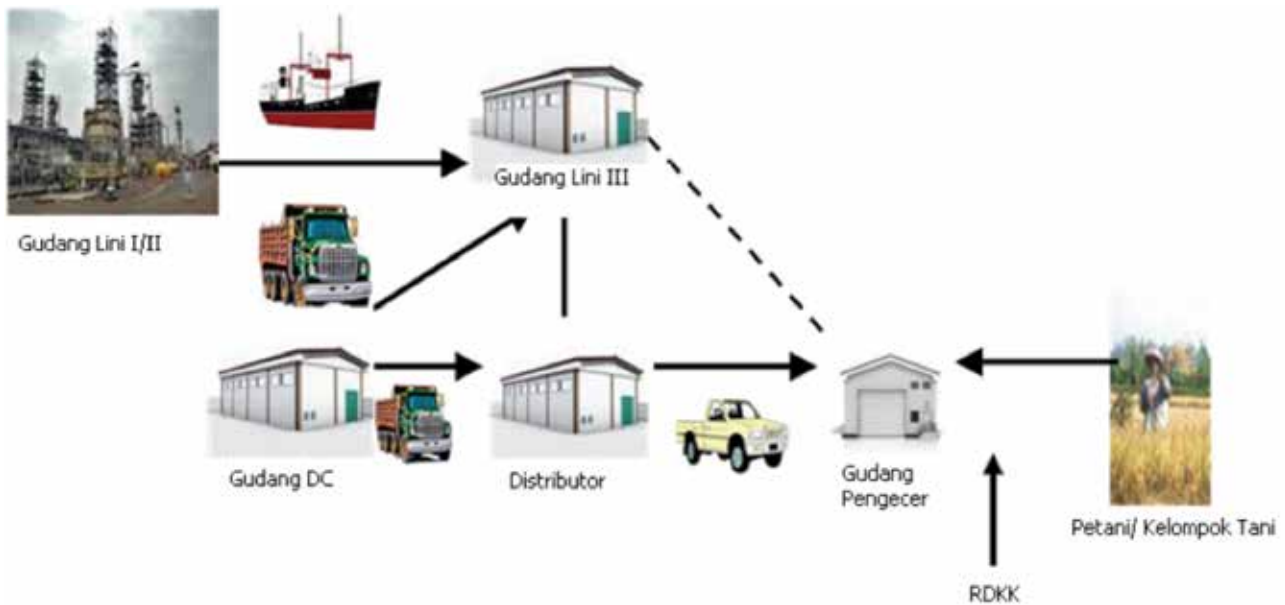 Gudang Lini III
Gudang Lini I/II
Gudang DC
Distributor
Gudang
Pengecer
Petani/ Kelompok Tani
RDKK